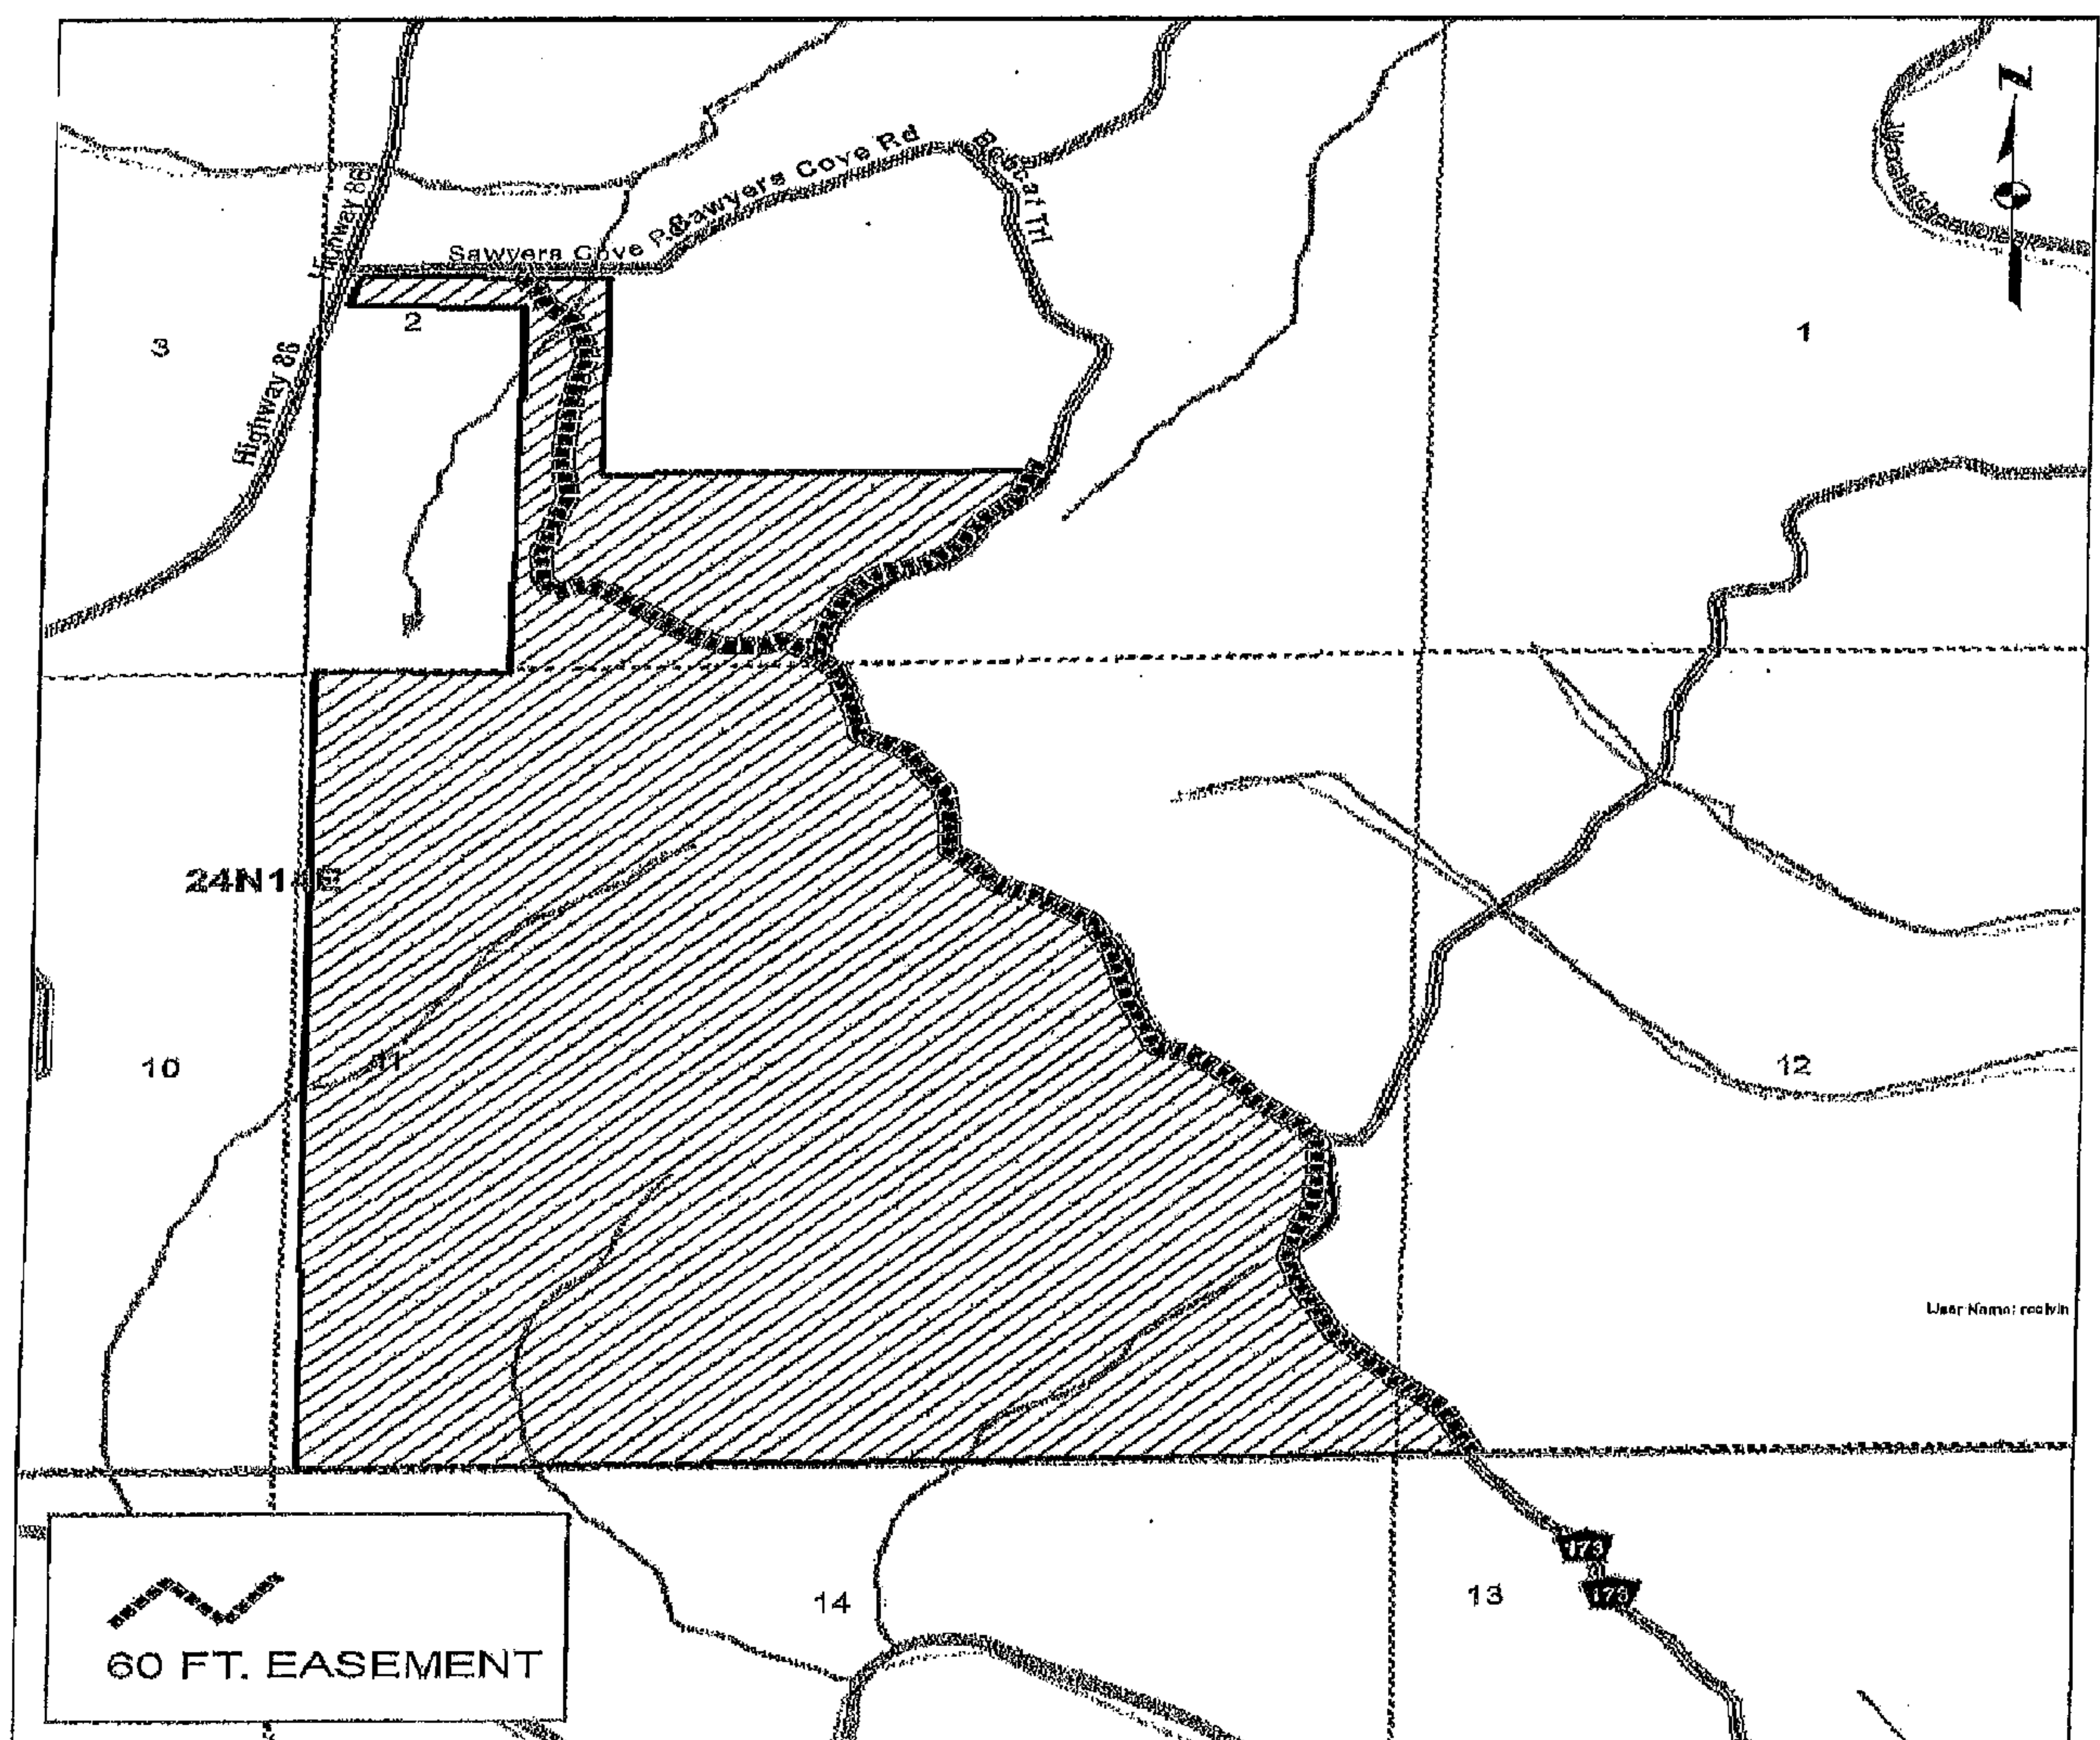 Z
Sawyers Cove Rd
Bobcat Trl
Highway 86
Sawyers Cove Rd
2
1
3
Highway 86
24N14E
10
11
12
User Name:
173
173
14
13
60 FT. EASEMENT